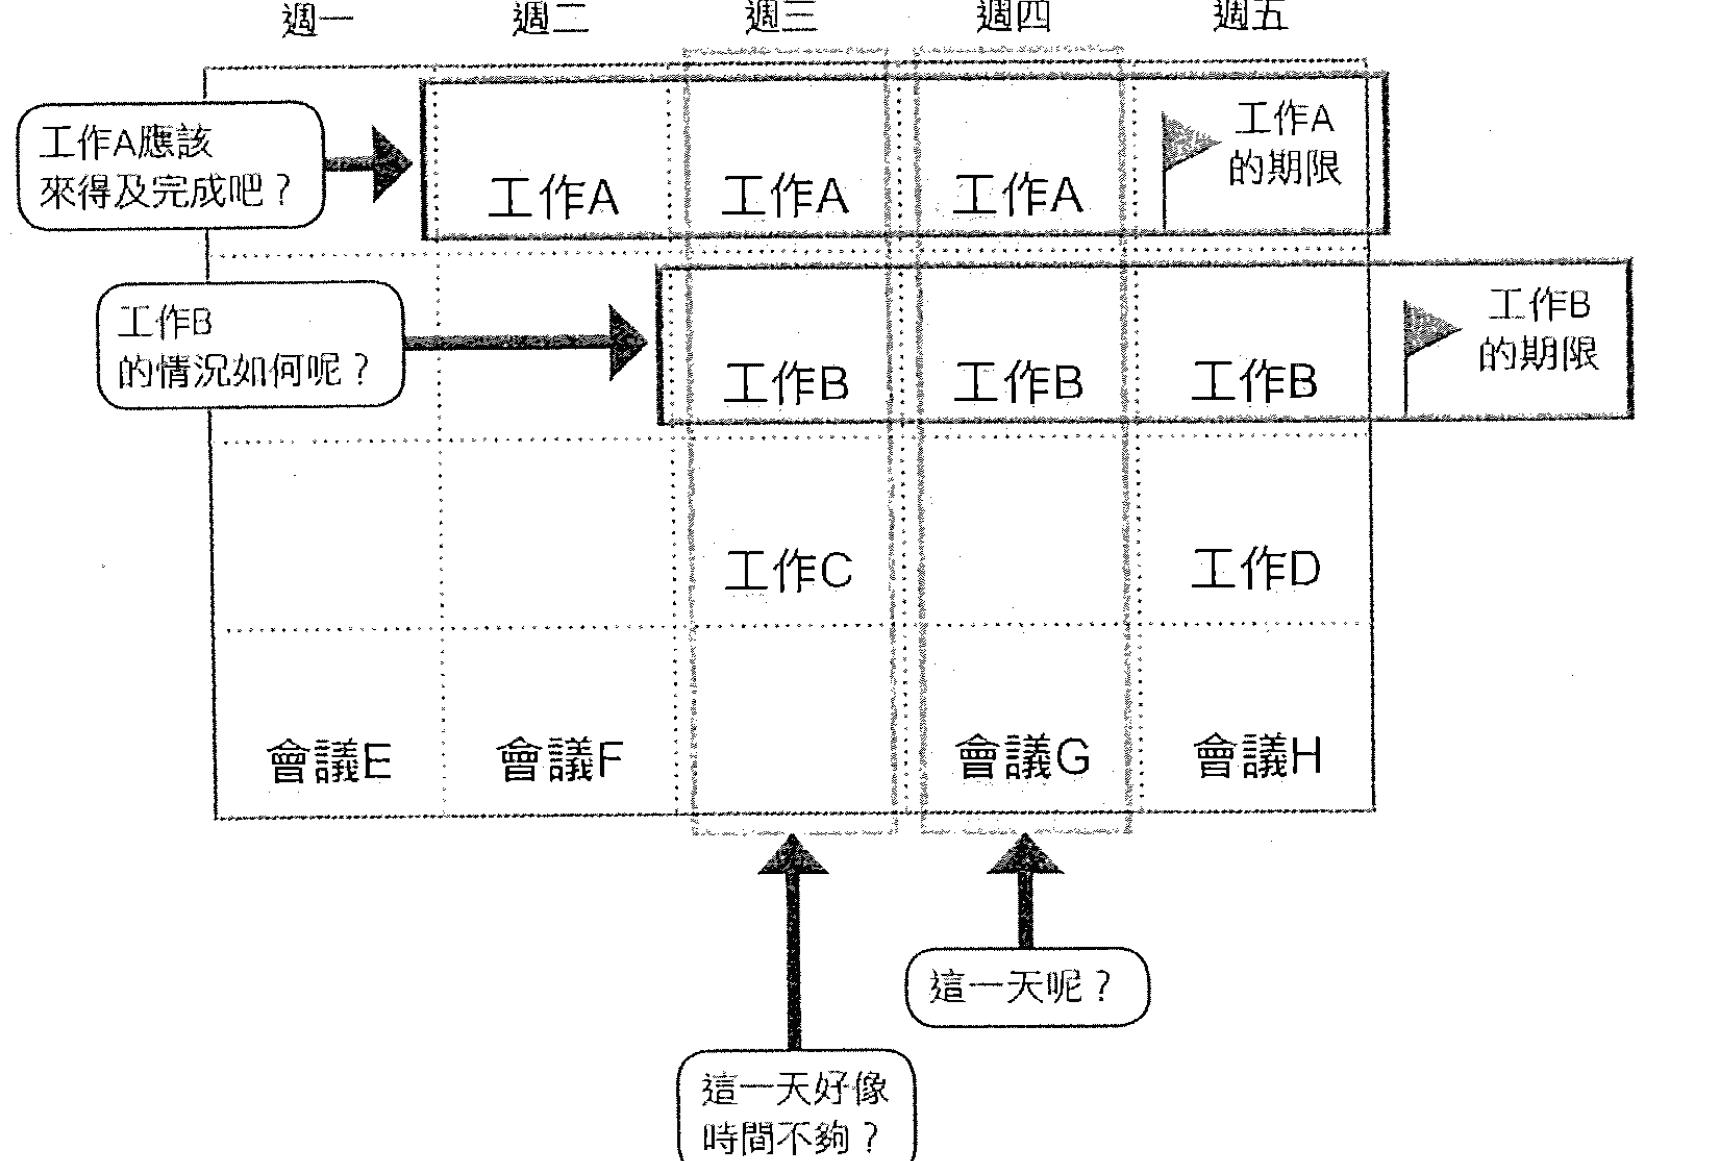 週一
週二
週三
週四
週五
工作A應該
來得及完成吧？
工作A
工作A
工作A
工作A
的期限
工作B
的情況如何呢？
工作B
工作B
工作B
工作B
的期限
工作C
工作D
會議E
會議F
會議G
會議H
這一天呢？
這一天好像
時間不夠？